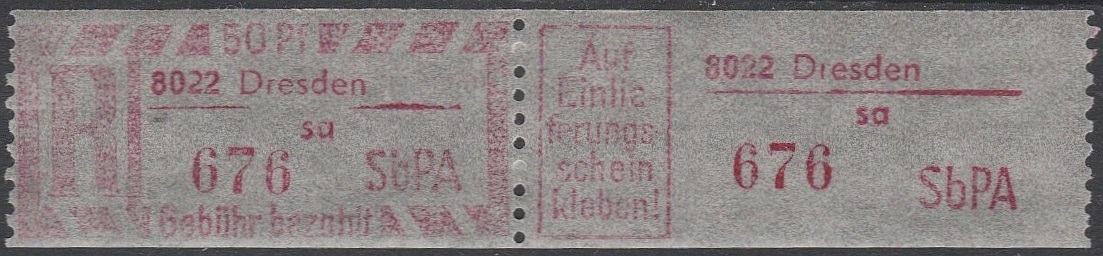 50 Pf
R
8022 Dresden
sa
676
SbPA
Gebühr bezahlt
Auf
Einlie-
ferungs-
schein
kleben!
8022 Dresden
sa
676
SbPA